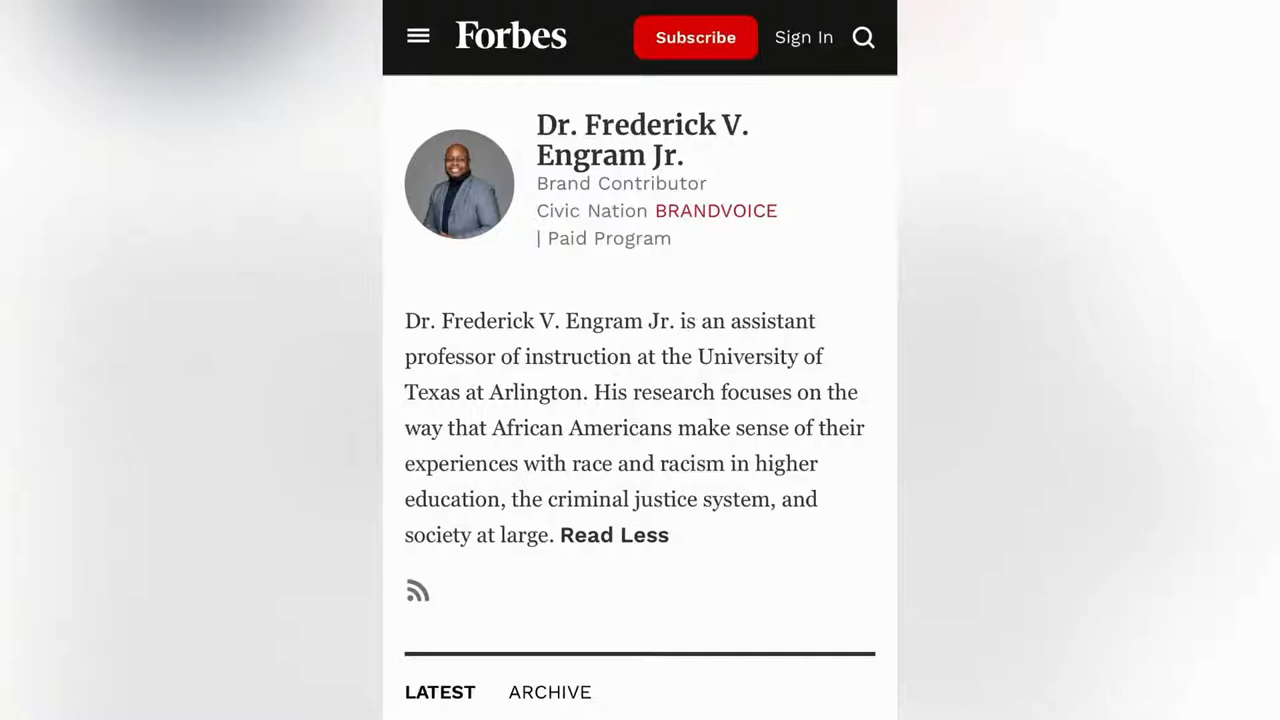 Forbes
Subscribe
Sign In
Dr. Frederick V.
Engram Jr.
Brand Contributor
Civic Nation BRANDVOICE
| Paid Program
Dr. Frederick V. Engram Jr. is an assistant
professor of instruction at the University of
Texas at Arlington. His research focuses on the
way that African Americans make sense of their
experiences with race and racism in higher
education, the criminal justice system, and
society at large. Read Less
LATEST
ARCHIVE